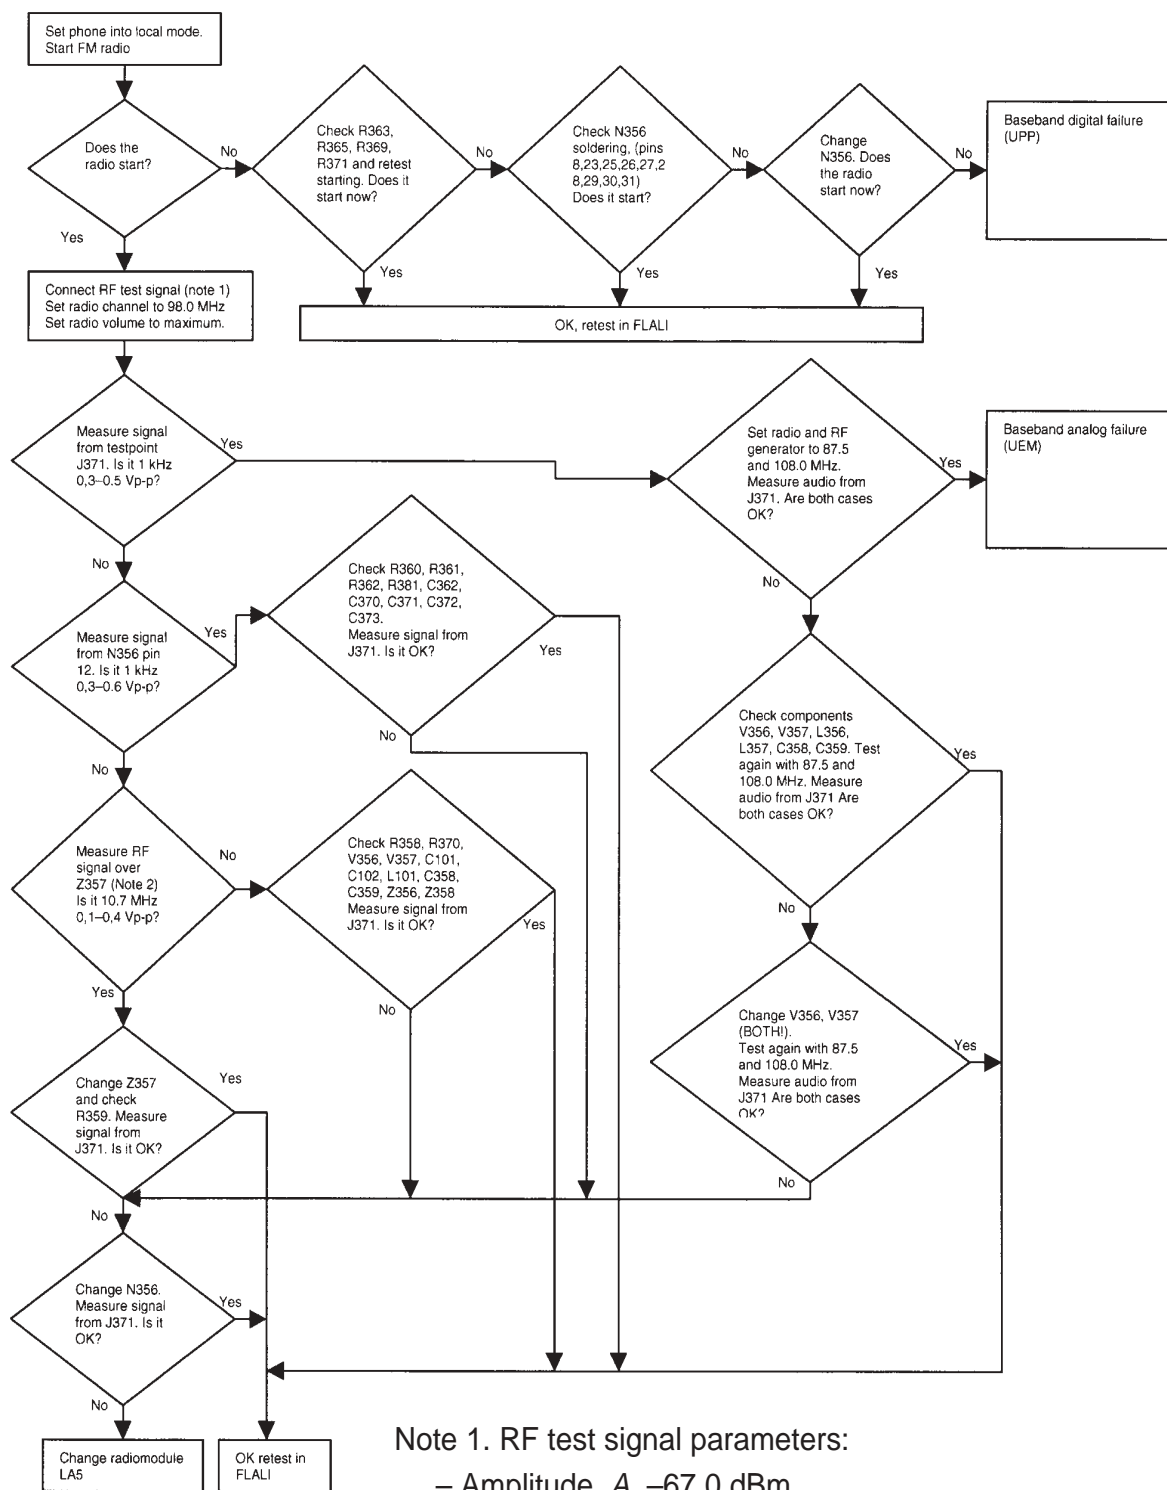 Set phone into local mode.
Start FM radio
Does the
radio start?
No
Check R363,
R365, R369,
R371 and retest
starting. Does it
start now?
No
Check N356
soldering, (pins
8,23,25,26,27,2
8,29,30,31)
Does it start?
No
Change
N356. Does
the radio
start now?
No
Baseband digital failure
(UPP)
Yes
Yes
Yes
Yes
Connect RF test signal (note 1)
Set radio channel to 98.0 MHz
Set radio volume to maximum.
OK, retest in FLALI
Measure signal
from testpoint
J371. Is it 1 kHz
0,3–0.5 Vp-p?
Yes
Set radio and RF
generator to 87.5
and 108.0 MHz.
Measure audio from
J371. Are both cases
OK?
Yes
Baseband analog failure
(UEM)
No
No
Measure signal
from N356 pin
12. Is it 1 kHz
0,3–0.6 Vp-p?
Yes
Check R360, R361,
R362, R381, C362,
C370, C371, C372,
C373.
Measure signal from
J371. Is it OK?
Yes
No
No
Check components
V356, V357, L356,
L357, C358, C359. Test
again with 87.5 and
108.0 MHz. Measure
audio from J371 Are
both cases OK?
Yes
No
Measure RF
signal over
Z357 (Note 2)
Is it 10.7 MHz
0,1–0,4 Vp-p?
No
Check R358, R370,
V356, V357, C101,
C102, L101, C358,
C359, Z356, Z358
Measure signal from
J371. Is it OK?
Yes
Yes
No
Change V356, V357
(BOTH!).
Test again with 87.5
and 108.0 MHz.
Measure audio from
J371 Are both cases
OK?
Yes
No
Change Z357
and check
R359. Measure
signal from
J371. Is it OK?
Yes
No
Change N356.
Measure signal
from J371. Is it
OK?
Yes
No
Change radiomodule
LA5
OK retest in
FLALI
Note 1. RF test signal parameters:
– Amplitude, A, –67.0 dBm